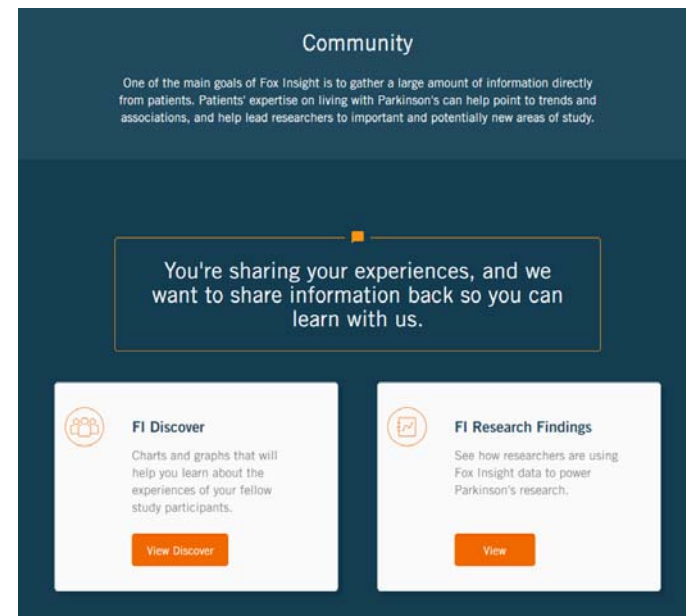 Community
One of the main goals of Fox Insight is to gather a large amount of information directly
from patients. Patients' expertise on living with Parkinson's can help point to trends and
associations, and help lead researchers to important and potentially new areas of study.
You're sharing your experiences, and we
want to share information back so you can
learn with us.
FI Discover
Charts and graphs that will
help you learn about the
experiences of your fellow
study participants.
View Discover
FI Research Findings
See how researchers are using
Fox Insight data to power
Parkinson's research.
View